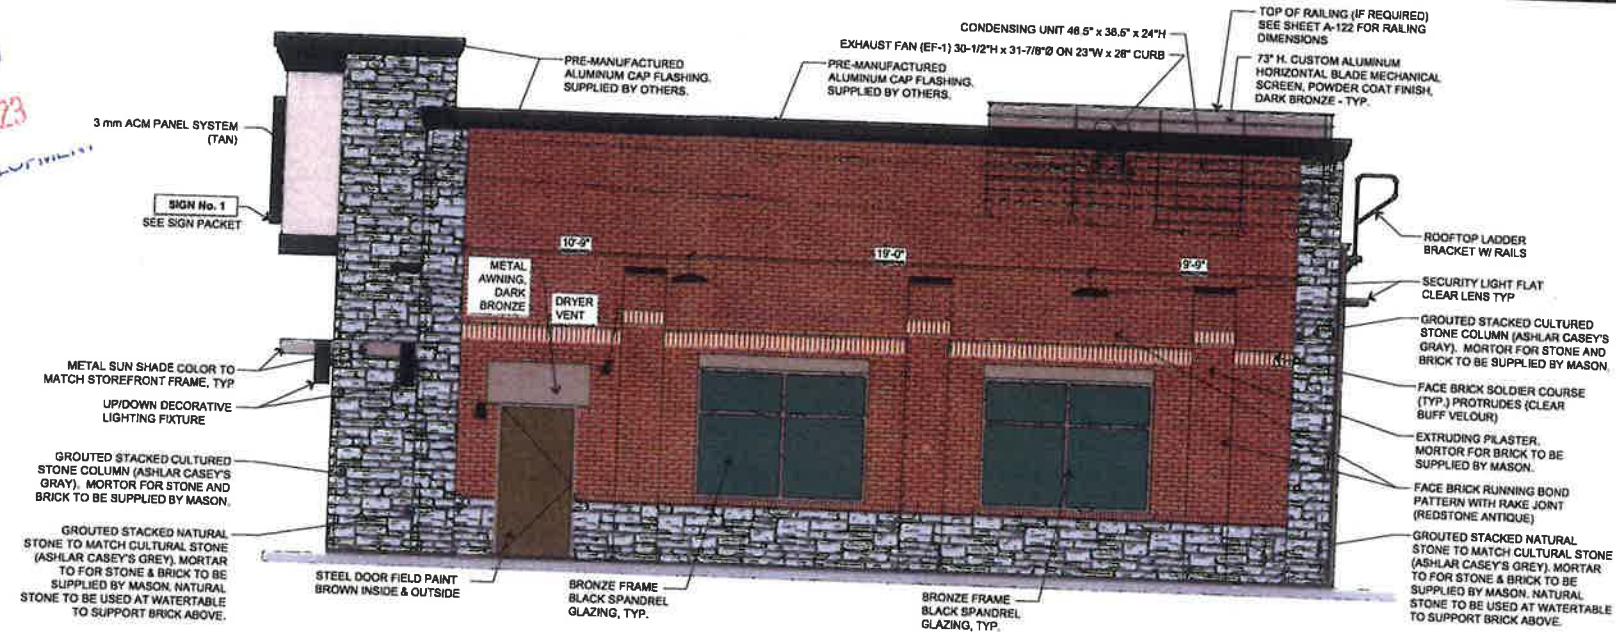 23
3 mm ACM PANEL SYSTEM
(TAN)
SIGN No. 1
SEE SIGN PACKET
METAL SUN SHADE COLOR TO
MATCH STOREFRONT FRAME, TYP
UP/DOWN DECORATIVE
LIGHTING FIXTURE
GROUTED STACKED CULTURED
STONE COLUMN (ASHLAR CASEY'S
GRAY). MORTOR FOR STONE AND
BRICK TO BE SUPPLIED BY MASON.
GROUTED STACKED NATURAL
STONE TO MATCH CULTURAL STONE
(ASHLAR CASEY'S GREY). MORTAR
TO FOR STONE & BRICK TO BE
SUPPLIED BY MASON. NATURAL
STONE TO BE USED AT WATERTABLE
TO SUPPORT BRICK ABOVE.
PRE-MANUFACTURED
ALUMINUM CAP FLASHING.
SUPPLIED BY OTHERS.
PRE-MANUFACTURED
ALUMINUM CAP FLASHING.
SUPPLIED BY OTHERS.
CONDENSING UNIT 46.5" x 36.5" x 24"H
EXHAUST FAN (EF-1) 30-1/2"H x 31-7/8"Ø ON 23"W x 28" CURB
TOP OF RAILING (IF REQUIRED)
SEE SHEET A-122 FOR RAILING
DIMENSIONS
73" H. CUSTOM ALUMINUM
HORIZONTAL BLADE MECHANICAL
SCREEN, POWDER COAT FINISH,
DARK BRONZE - TYP.
10'-9"
19'-0"
9'-9"
METAL
AWNING,
DARK
BRONZE
DRYER
VENT
STEEL DOOR FIELD PAINT
BROWN INSIDE & OUTSIDE
BRONZE FRAME
BLACK SPANDREL
GLAZING, TYP.
BRONZE FRAME
BLACK SPANDREL
GLAZING, TYP.
ROOFTOP LADDER
BRACKET W/ RAILS
SECURITY LIGHT FLAT
CLEAR LENS TYP
GROUTED STACKED CULTURED
STONE COLUMN (ASHLAR CASEY'S
GRAY). MORTOR FOR STONE AND
BRICK TO BE SUPPLIED BY MASON.
FACE BRICK SOLDIER COURSE
(TYP.) PROTRUDES (CLEAR
BUFF VELOUR)
EXTRUDING PILASTER.
MORTOR FOR BRICK TO BE
SUPPLIED BY MASON.
FACE BRICK RUNNING BOND
PATTERN WITH RAKE JOINT
(REDSTONE ANTIQUE)
GROUTED STACKED NATURAL
STONE TO MATCH CULTURAL STONE
(ASHLAR CASEY'S GREY). MORTAR
TO FOR STONE & BRICK TO BE
SUPPLIED BY MASON. NATURAL
STONE TO BE USED AT WATERTABLE
TO SUPPORT BRICK ABOVE.